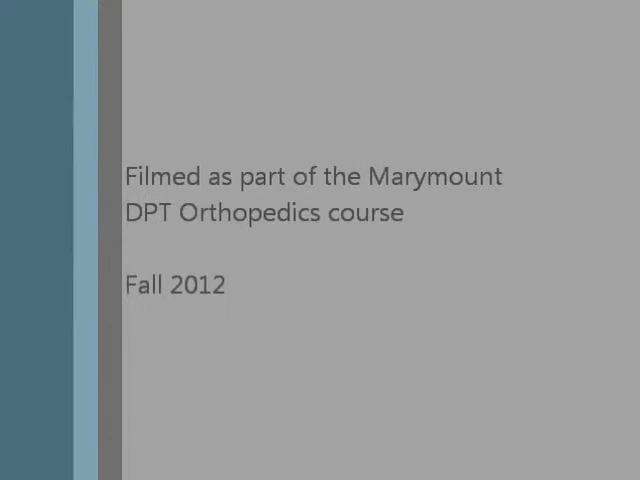 Filmed as part of the Marymount
DPT Orthopedics course
Fall 2012